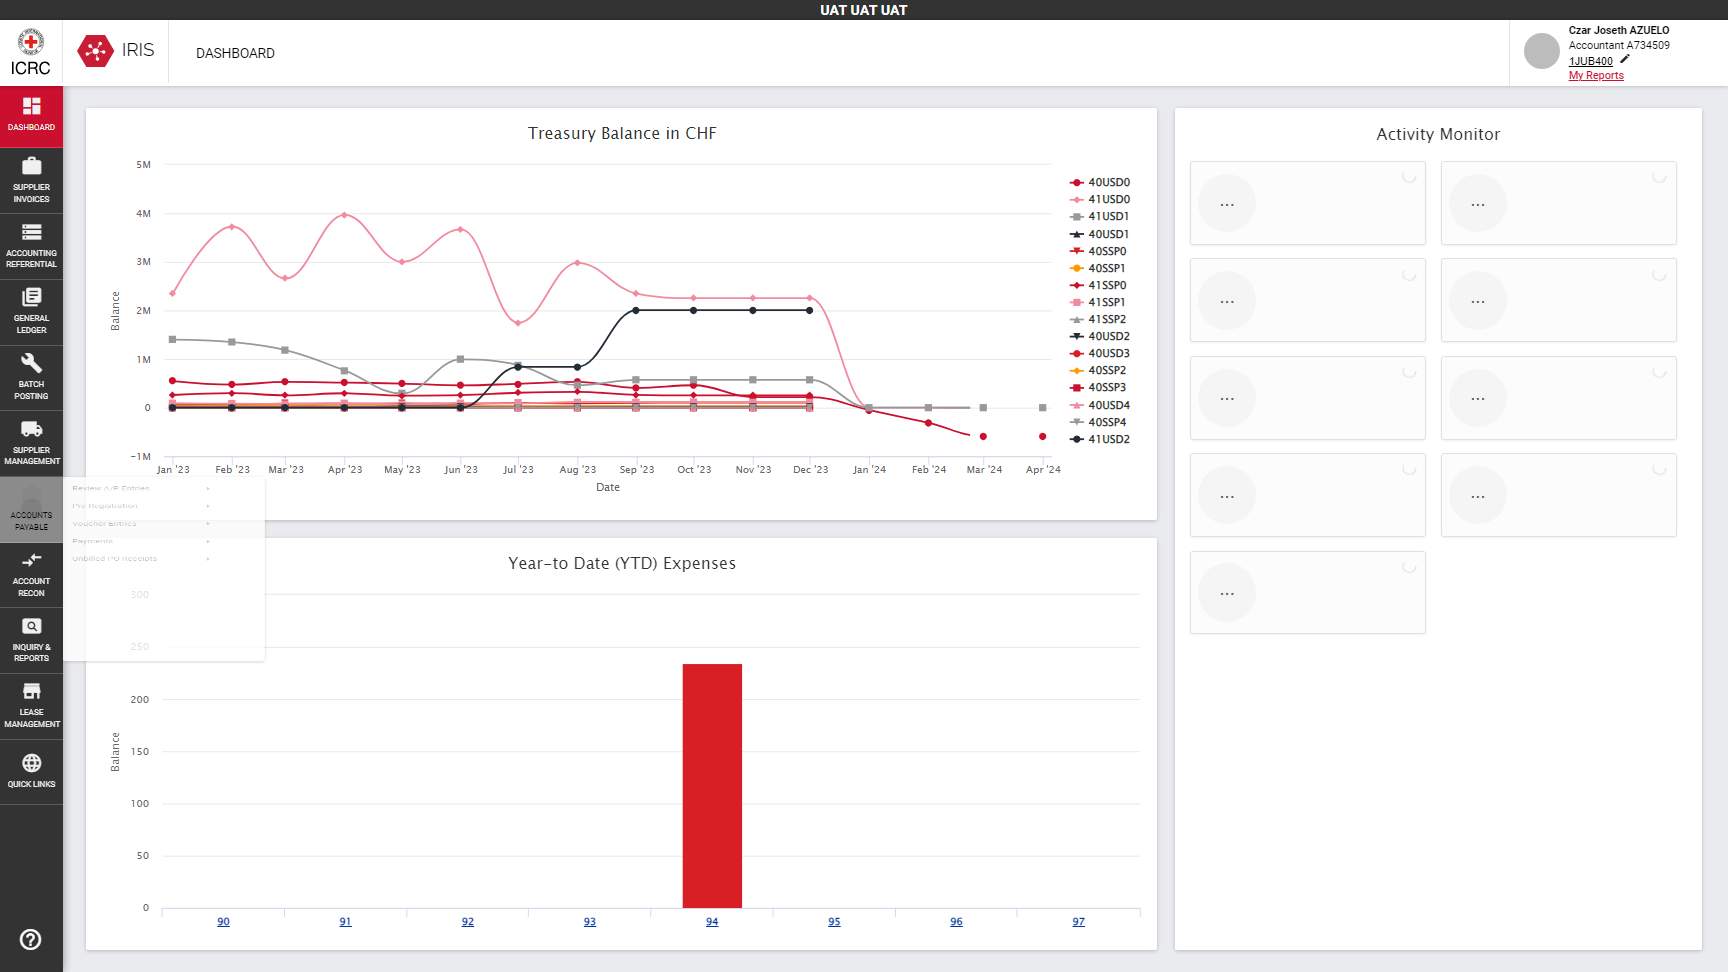 UAT UAT UAT
ICRC
IRIS
DASHBOARD
Czar Joseth AZUELO
Accountant A734509
1JUB400
My Reports
DASHBOARD
SUPPLIER
INVOICES
ACCOUNTING
REFERENTIAL
GENERAL
LEDGER
BATCH
POSTING
SUPPLIER
MANAGEMENT
ACCOUNTS
PAYABLE
ACCOUNT
RECON
INQUIRY &
REPORTS
LEASE
MANAGEMENT
QUICK LINKS
Review A/P Entries
Pre Registration
Voucher Entries
Payments
Unbilled PO Receipts
Treasury Balance in CHF
Balance
5M
4M
3M
2M
1M
0
−1M
Jan '23
Feb '23
Mar '23
Apr '23
May '23
Jun '23
Jul '23
Aug '23
Sep '23
Oct '23
Nov '23
Dec '23
Jan '24
Feb '24
Mar '24
Apr '24
Date
40USD0
41USD0
41USD1
40USD1
40SSP0
40SSP1
41SSP0
41SSP1
41SSP2
40USD2
40USD3
40SSP2
40SSP3
40USD4
40SSP4
41USD2
Year-to Date (YTD) Expenses
Balance
300
250
200
150
100
50
0
90
91
92
93
94
95
96
97
Activity Monitor
...
...
...
...
...
...
...
...
...